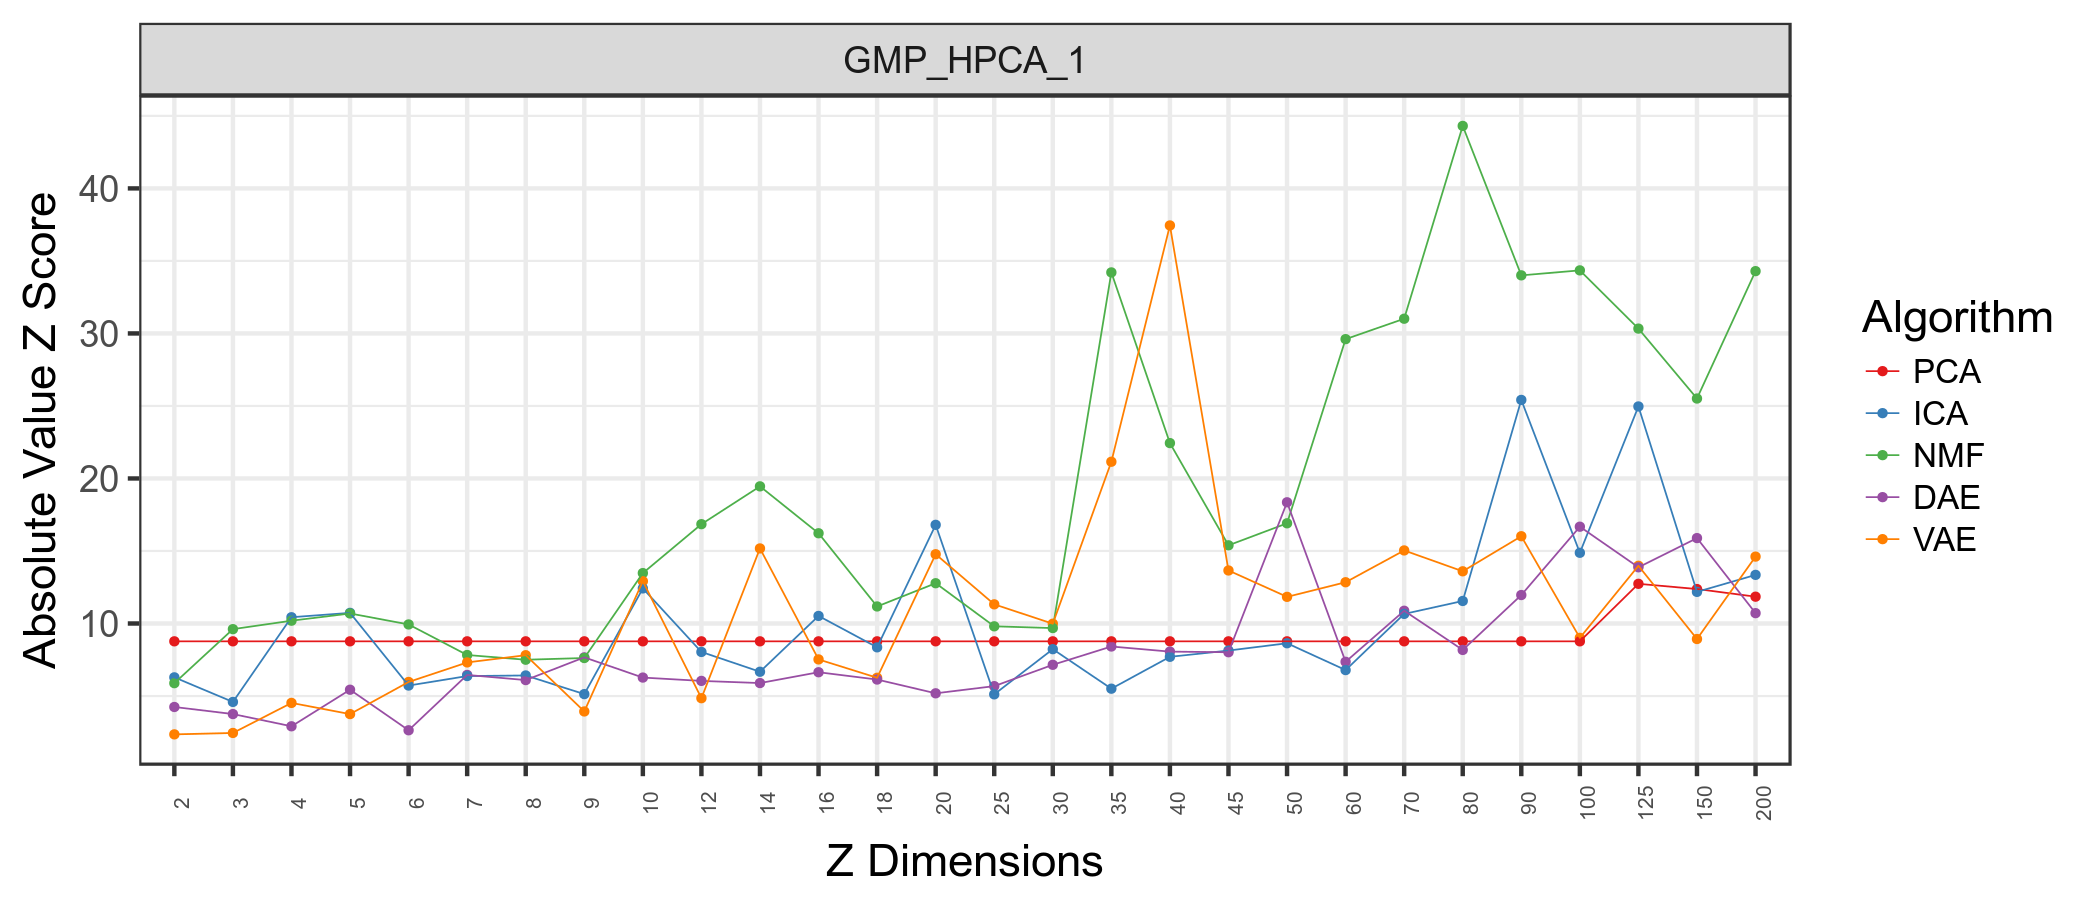 GMP_HPCA_1
Absolute Value Z Score
40
30
20
10
2 3 4 5 6 7 8 9 10 12 14 16 18 20 25 30 35 40 45 50 60 70 80 90 100 125 150 200
Z Dimensions
Algorithm
PCA
ICA
NMF
DAE
VAE